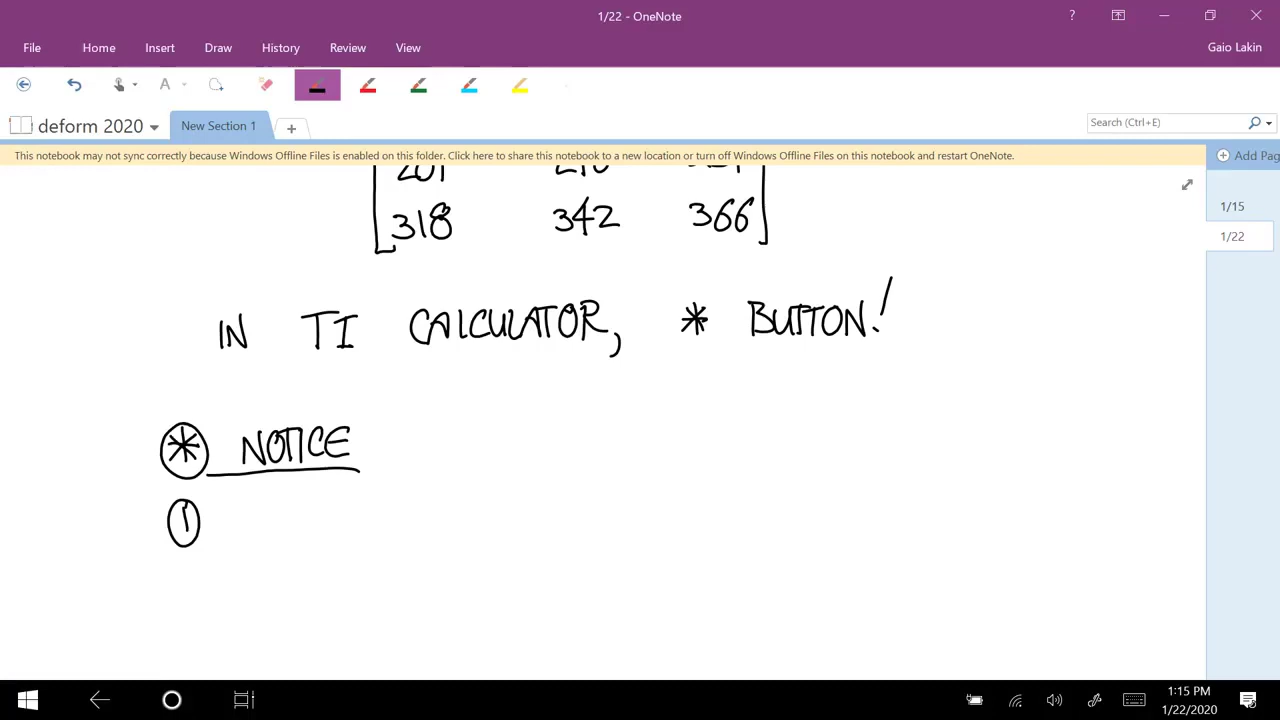 1/22 - OneNote
?
File Home Insert Draw History Review View
Gaio Lakin
A
deform 2020
New Section 1
+
Search (Ctrl+E)
This notebook may not sync correctly because Windows Offline Files is enabled on this folder. Click here to share this notebook to a new location or turn off Windows Offline Files on this notebook and restart OneNote.
Add Pag
1/15
1/22
318 342 366
IN TI CALCULATOR, * BUTTON!
* NOTICE
1
1:15 PM
1/22/2020